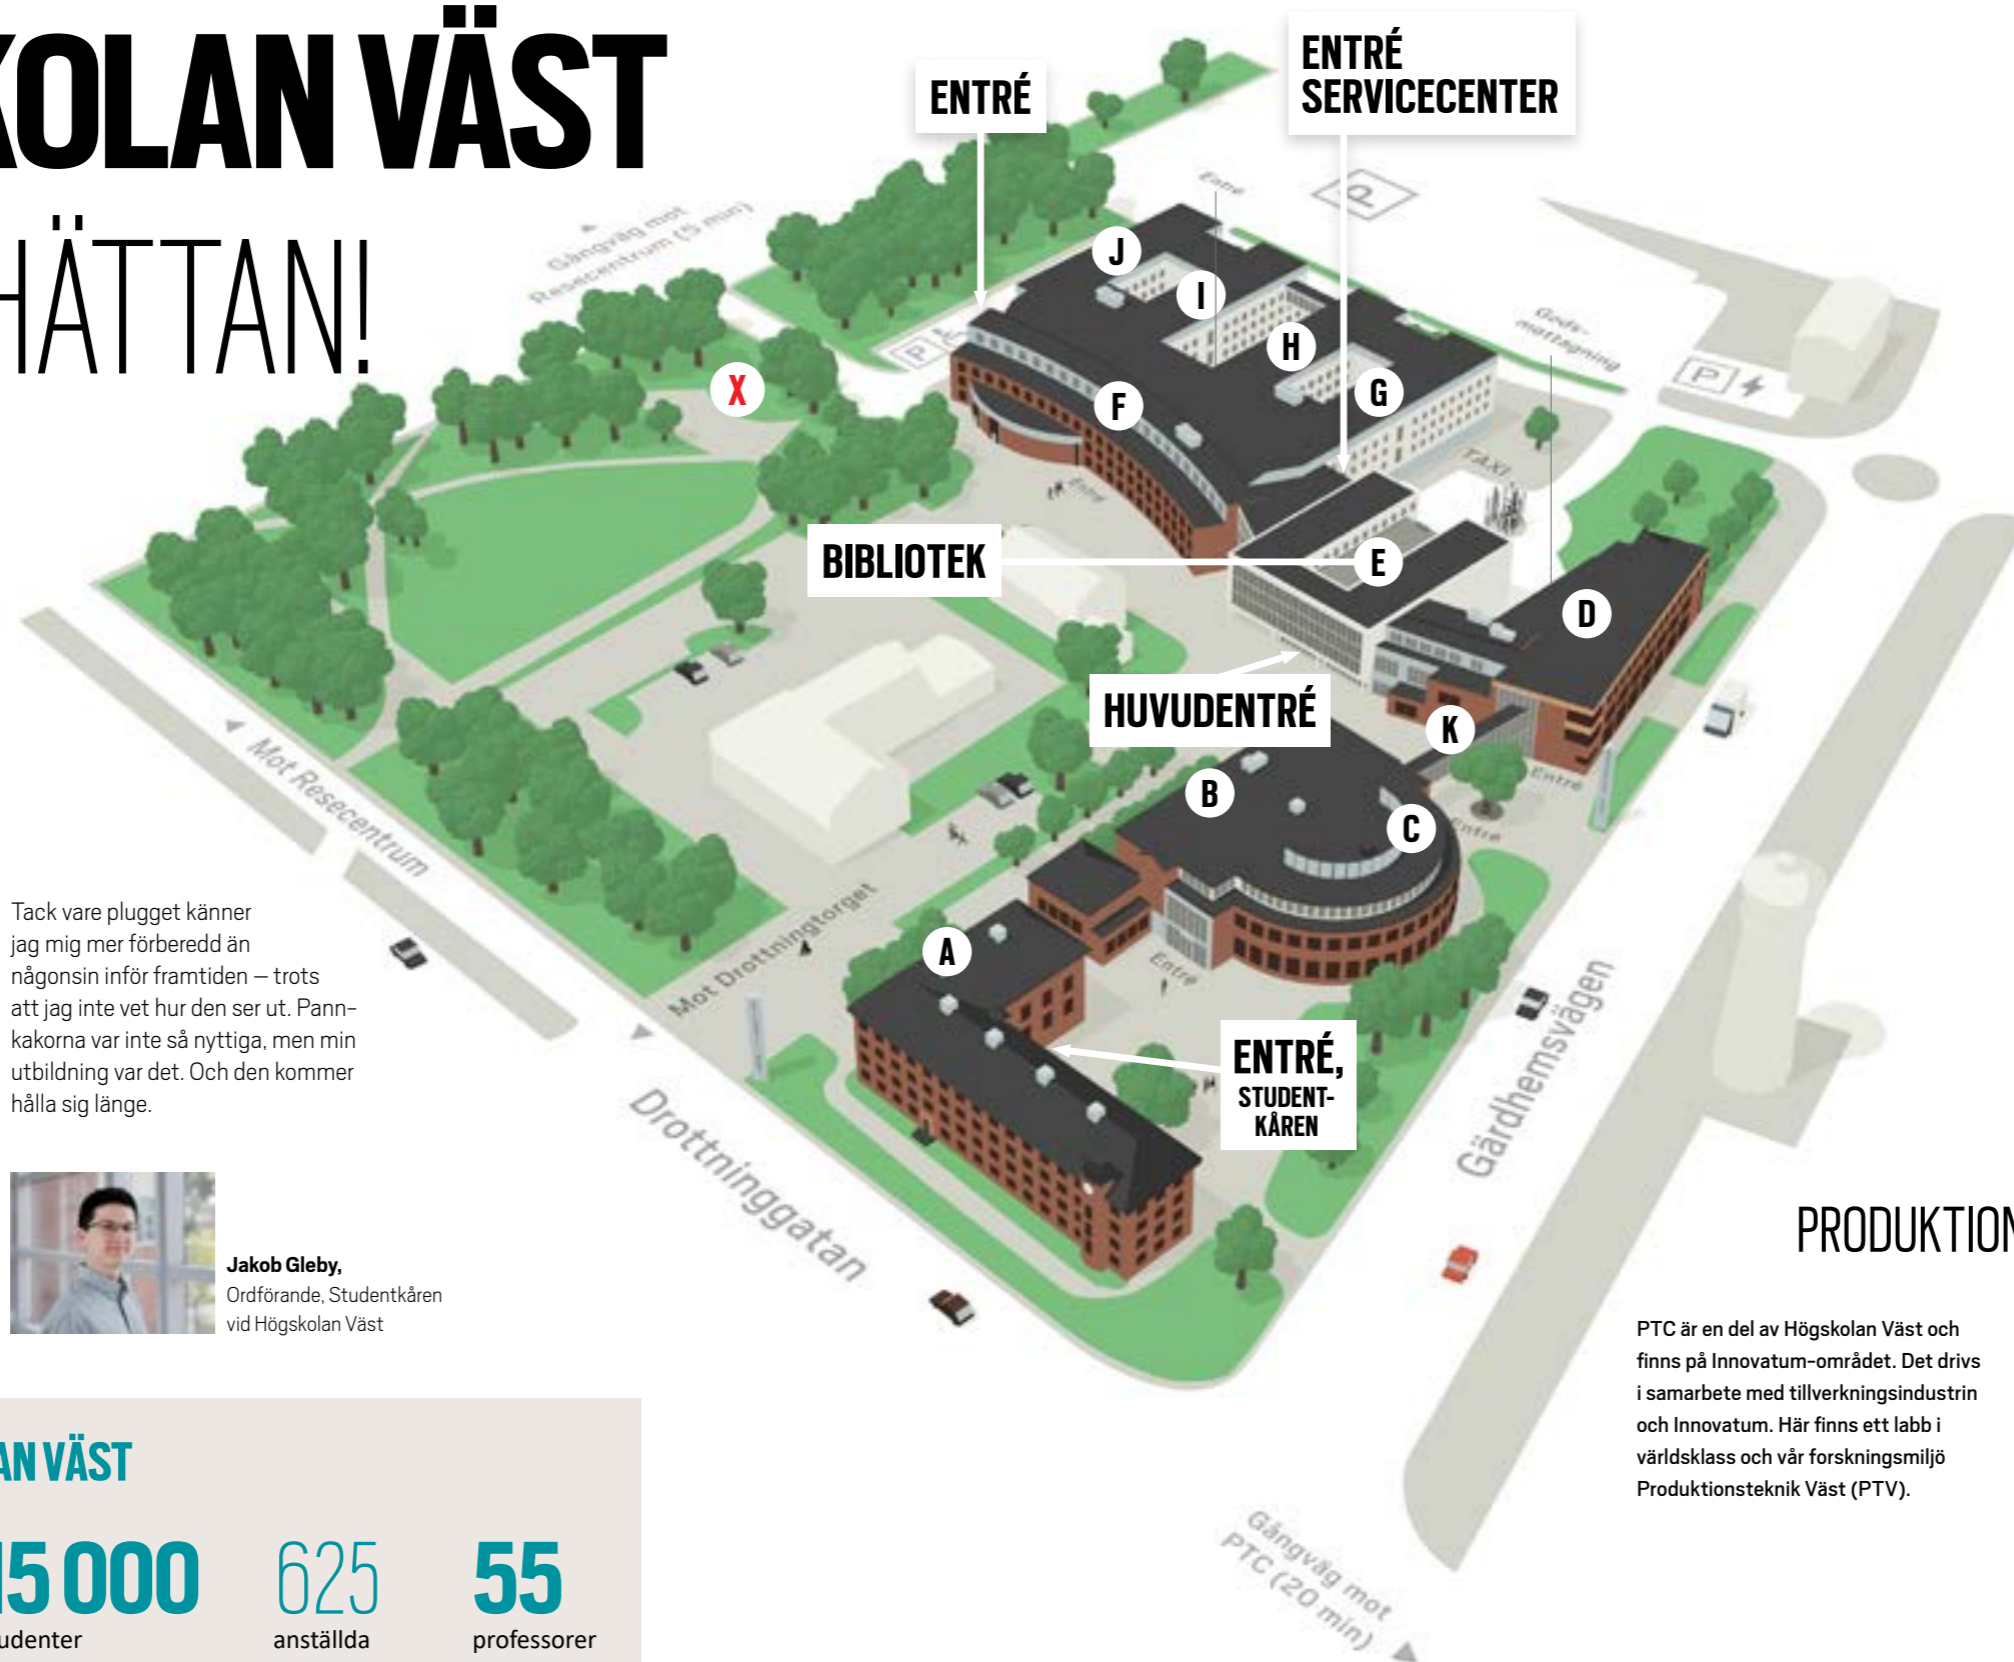 KOLAN VÄST
HÄTTAN!
ENTRÉ
ENTRÉ
SERVICECENTER
Gångväg mot
Resecentrum (5 min)
Entré
P
J
I
H
G
F
X
P
Gods-
mottagning
P
TAXI
Entré
BIBLIOTEK
E
D
HUVUDENTRÉ
K
Entré
B
C
Entré
Mot Resecentrum
Mot Drottningtorget
A
Entré
ENTRÉ,
STUDENT-
KÅREN
Drottninggatan
Gärdhemsvägen
Gångväg mot
PTC (20 min)
Tack vare plugget känner
jag mig mer förberedd än
någonsin inför framtiden – trots
att jag inte vet hur den ser ut. Pann-
kakorna var inte så nyttiga, men min
utbildning var det. Och den kommer
hålla sig länge.
Jakob Gleby,
Ordförande, Studentkåren
vid Högskolan Väst
AN VÄST
15 000
udenter
625
anställda
55
professorer
PRODUKTION
PTC är en del av Högskolan Väst och
finns på Innovatum-området. Det drivs
i samarbete med tillverkningsindustrin
och Innovatum. Här finns ett labb i
världsklass och vår forskningsmiljö
Produktionsteknik Väst (PTV).